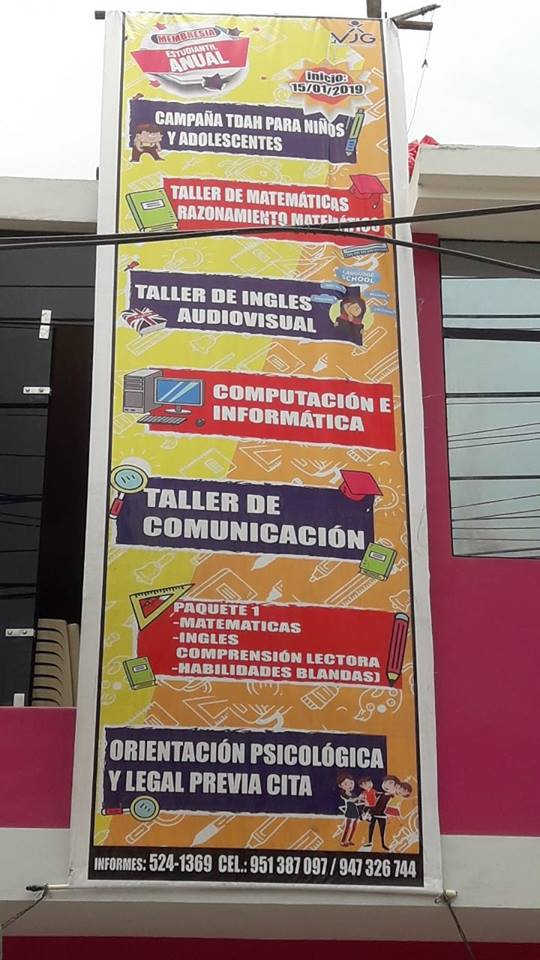 MEMBRESIA
ESTUDIANTIL
ANUAL
VJG
inicio:
15/01/2019
CAMPAÑA TDAH PARA NIÑOS
Y ADOLESCENTES
TALLER DE MATEMÁTICAS
RAZONAMIENTO MATEMÁTICO
LANGUAGE
SCHOOL
TALLER DE INGLES
AUDIOVISUAL
COMPUTACIÓN E
INFORMÁTICA
TALLER DE
COMUNICACIÓN
PAQUETE 1
-MATEMATICAS
-INGLES
COMPRENSIÓN LECTORA
-HABILIDADES BLANDAS)
ORIENTACIÓN PSICOLÓGICA
Y LEGAL PREVIA CITA
INFORMES: 524-1369 CEL.: 951 387 097 / 947 326 744